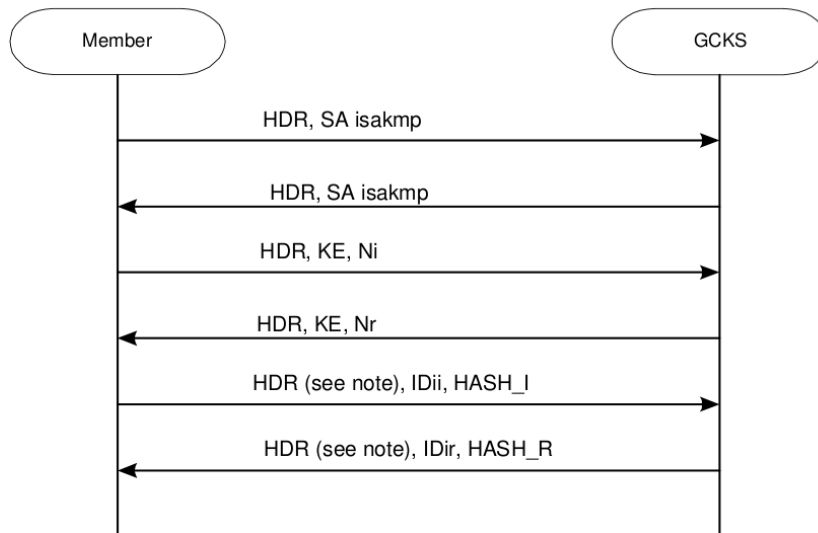 Member
GCKS
HDR, SA isakmp
HDR, SA isakmp
HDR, KE, Ni
HDR, KE, Nr
HDR (see note), IDii, HASH_I
HDR (see note), IDir, HASH_R